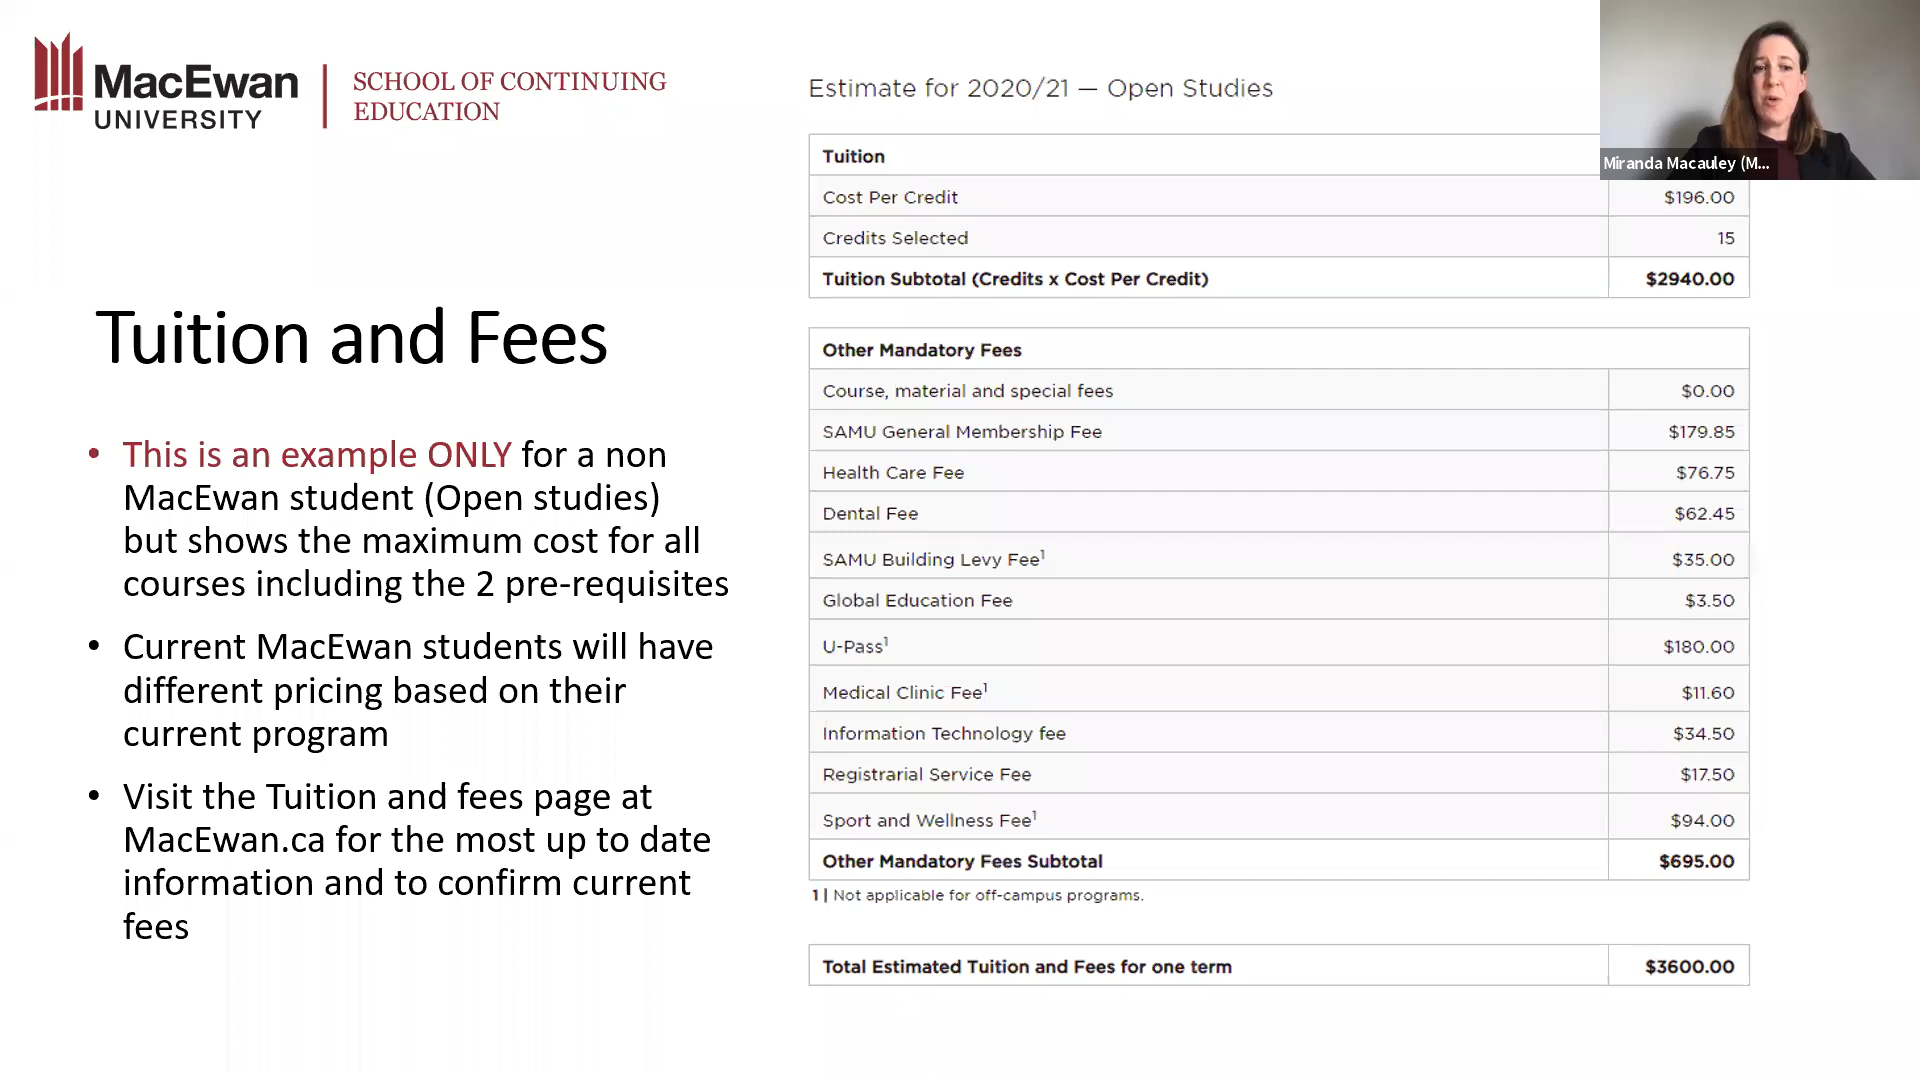 MacEwan
UNIVERSITY
SCHOOL OF CONTINUING
EDUCATION
Tuition and Fees
• This is an example ONLY for a non
MacEwan student (Open studies)
but shows the maximum cost for all
courses including the 2 pre-requisites
• Current MacEwan students will have
different pricing based on their
current program
• Visit the Tuition and fees page at
MacEwan.ca for the most up to date
information and to confirm current
fees
Estimate for 2020/21 — Open Studies
Tuition
Cost Per Credit $196.00
Credits Selected 15
Tuition Subtotal (Credits x Cost Per Credit) $2940.00
Other Mandatory Fees
Course, material and special fees $0.00
SAMU General Membership Fee $179.85
Health Care Fee $76.75
Dental Fee $62.45
SAMU Building Levy Fee¹ $35.00
Global Education Fee $3.50
U-Pass¹ $180.00
Medical Clinic Fee¹ $11.60
Information Technology fee $34.50
Registrarial Service Fee $17.50
Sport and Wellness Fee¹ $94.00
Other Mandatory Fees Subtotal $695.00
1 | Not applicable for off-campus programs.
Total Estimated Tuition and Fees for one term $3600.00
Miranda Macauley (M...